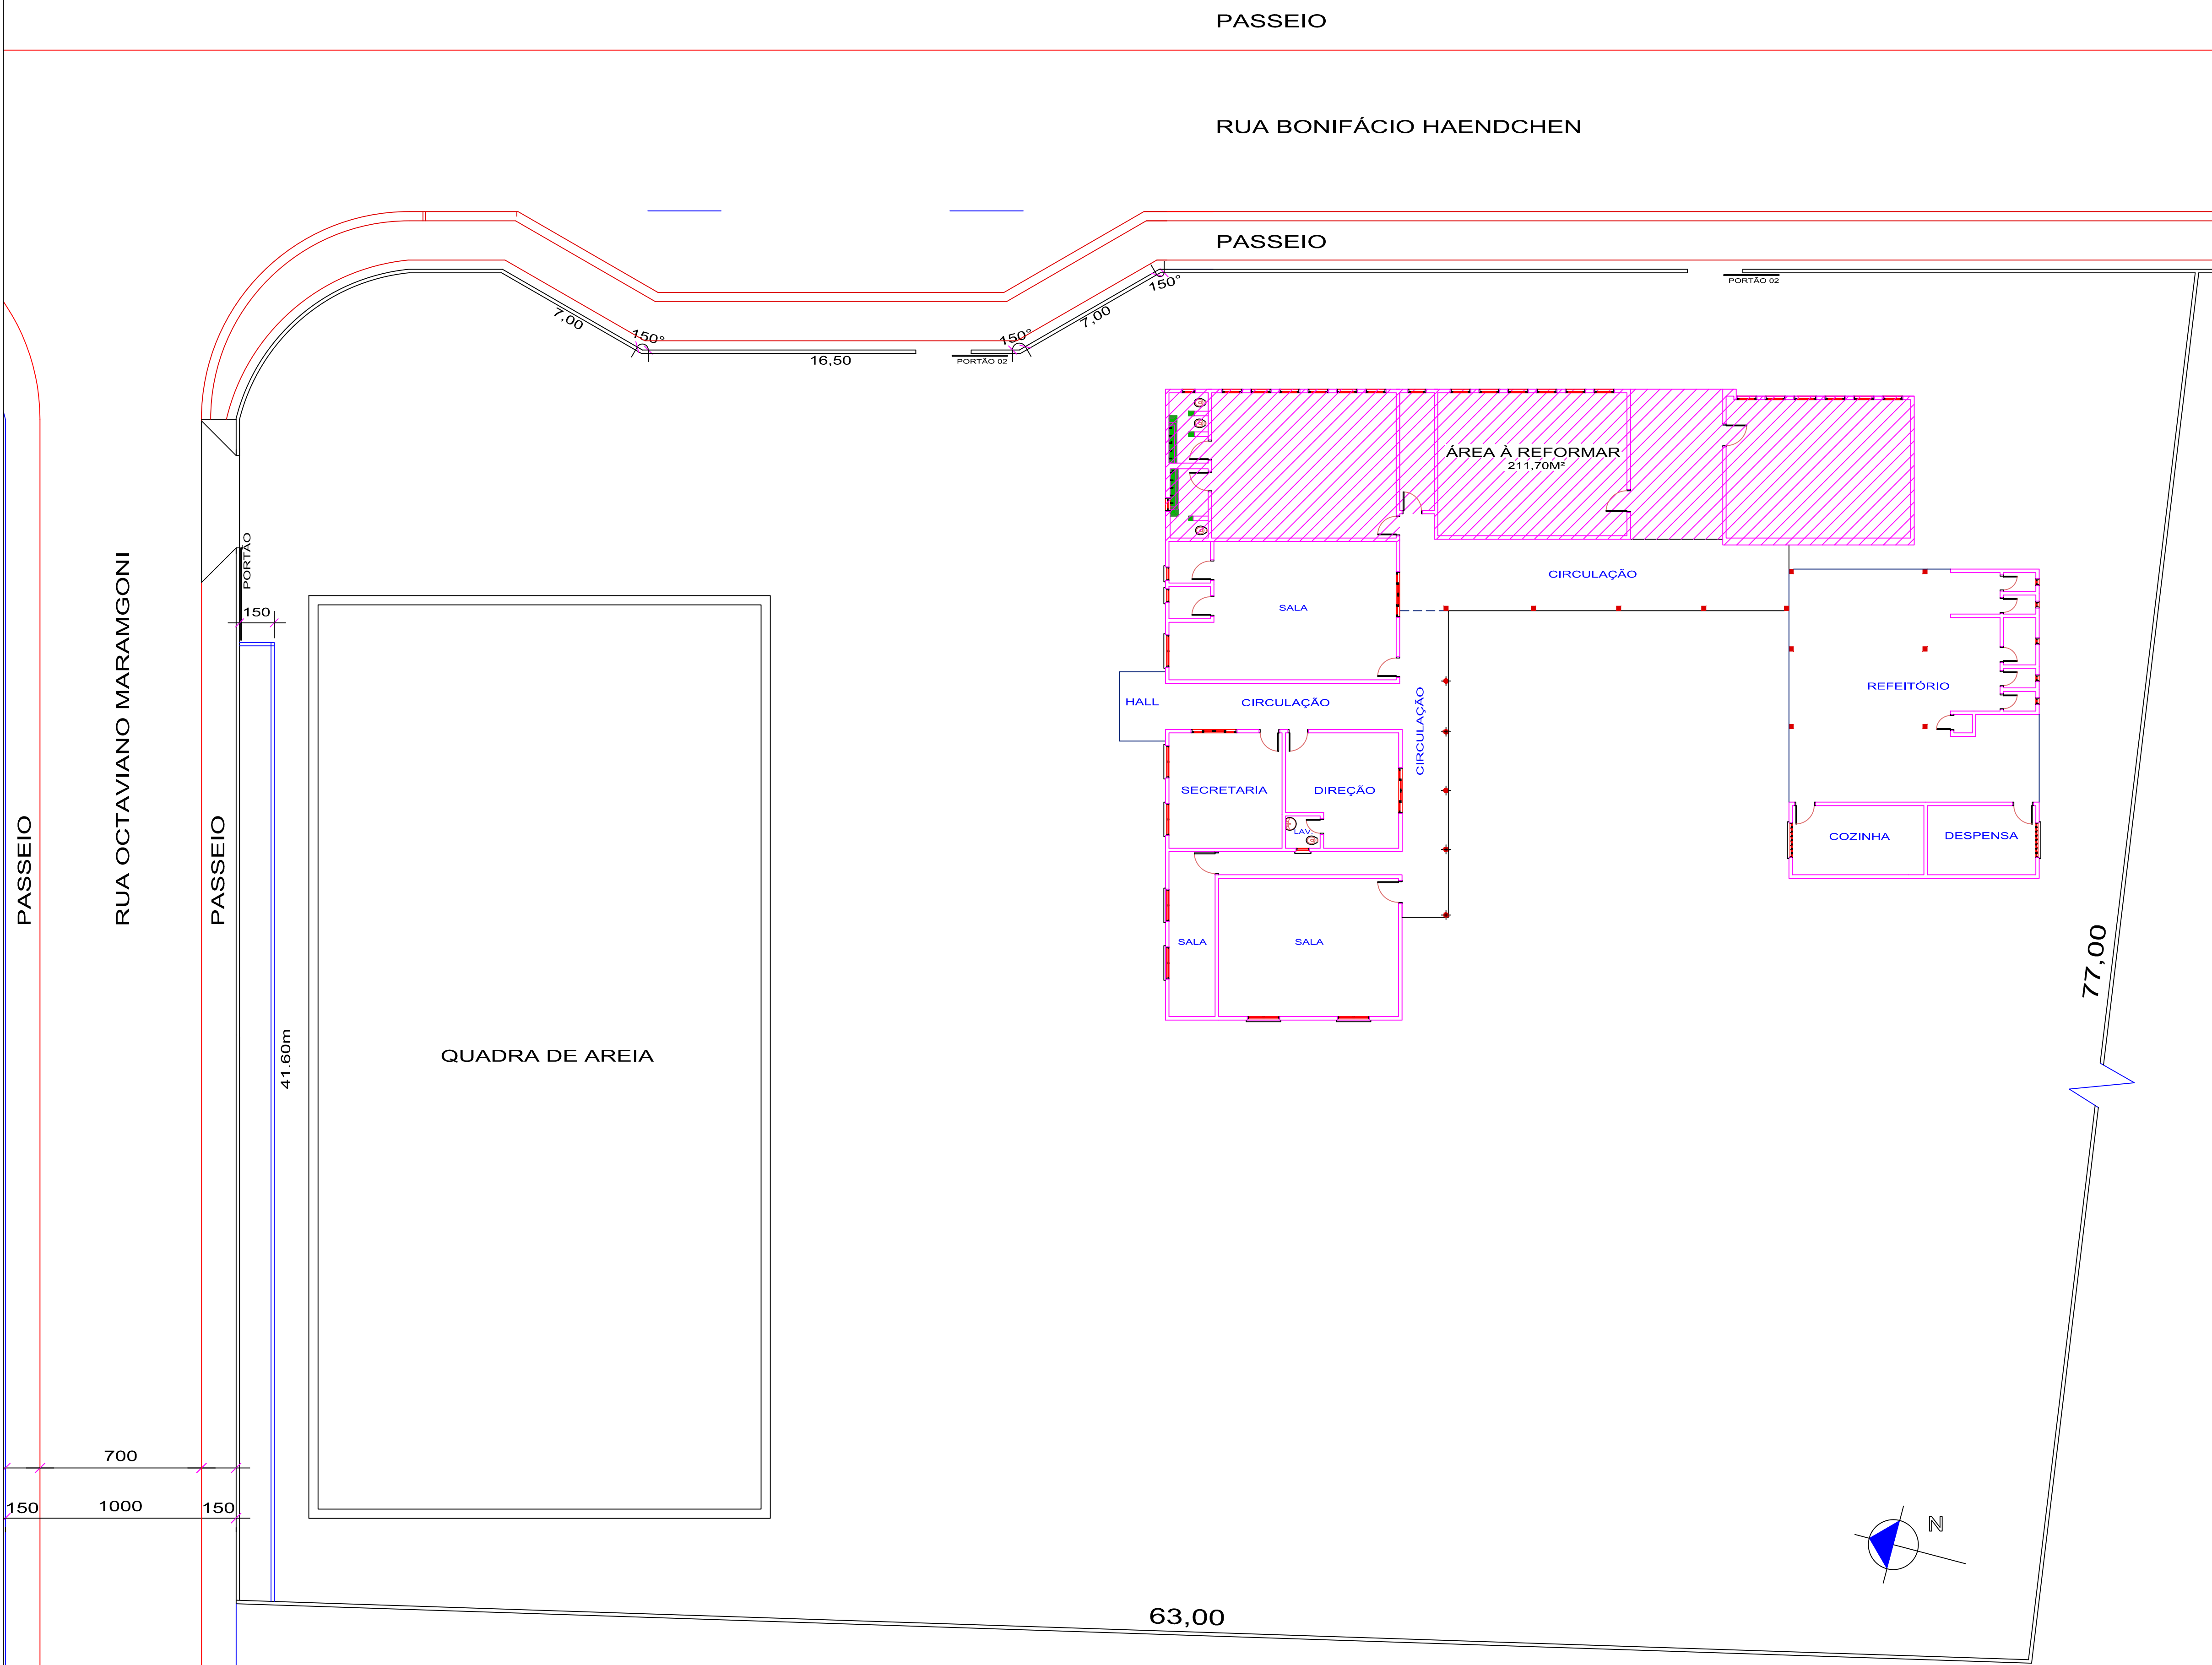 PASSEIO
RUA BONIFÁCIO HAENDCHEN
PASSEIO
PORTÃO 02
150°
7,00
150°
150°
7,00
16,50
PORTÃO 02
ÁREA À REFORMAR
211,70M²
PORTÃO
150
CIRCULAÇÃO
SALA
REFEITÓRIO
HALL
CIRCULAÇÃO
CIRCULAÇÃO
SECRETARIA
DIREÇÃO
LAV.
COZINHA
DESPENSA
SALA
SALA
PASSEIO
RUA OCTAVIANO MARAMGONI
PASSEIO
41.60m
QUADRA DE AREIA
77,00
700
150
1000
150
N
63,00